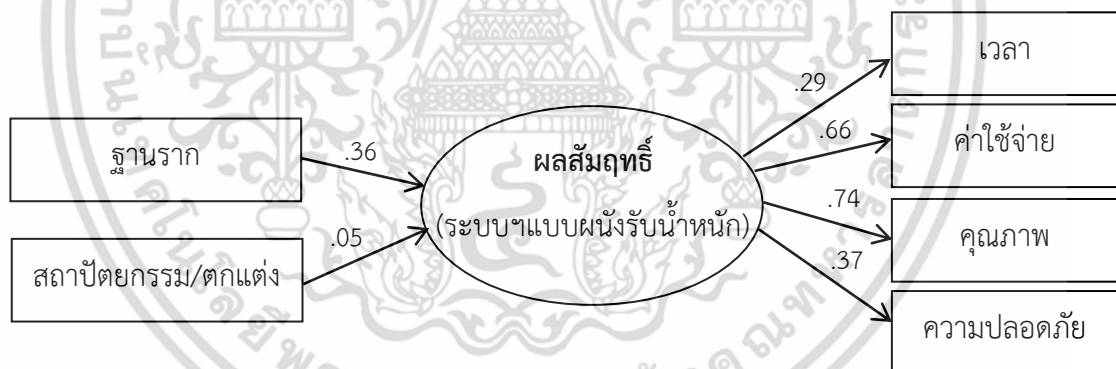 เวลา
.29
ค่าใช้จ่าย
.66
ฐานราก
.36
ผลสัมฤทธิ์
(ระบบฯแบบผนังรับน้ำหนัก)
.74
คุณภาพ
.05
.37
สถาปัตยกรรม/ตกแต่ง
ความปลอดภัย